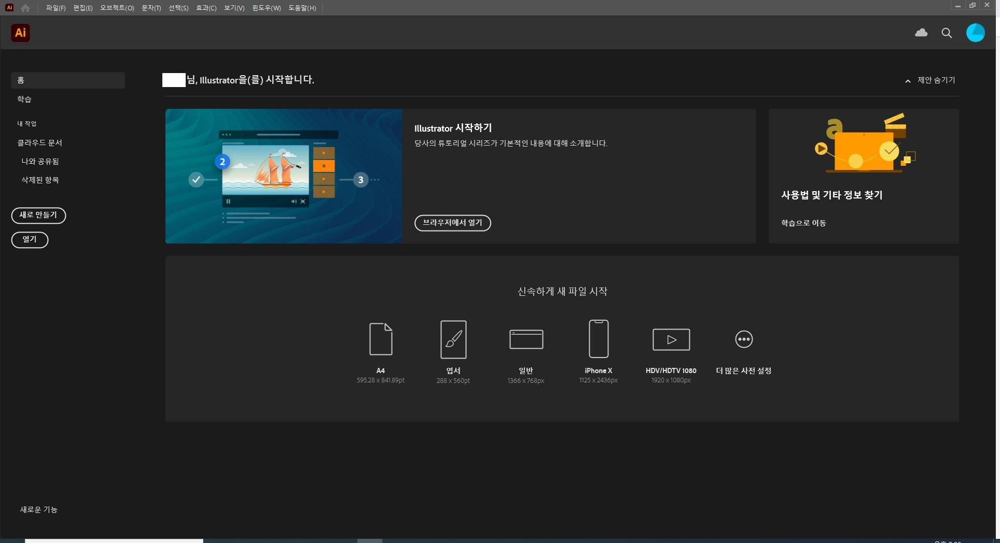 Ai 파일(F) 편집(E) 오브젝트(O) 문자(T) 선택(S) 효과(C) 보기(V) 윈도우(W) 도움말(H)
Ai
홈
학습
내 작업
클라우드 문서
나와 공유됨
삭제된 항목
새로 만들기
열기
새로운 기능
님, Illustrator을(를) 시작합니다.
제안 숨기기
2
3
Illustrator 시작하기
당사의 튜토리얼 시리즈가 기본적인 내용에 대해 소개합니다.
브라우저에서 열기
a
사용법 및 기타 정보 찾기
학습으로 이동
신속하게 새 파일 시작
A4
595.28 x 841.89pt
엽서
288 x 560pt
일반
1366 x 768px
iPhone X
1125 x 2436px
HDV/HDTV 1080
1920 x 1080px
더 많은 사전 설정